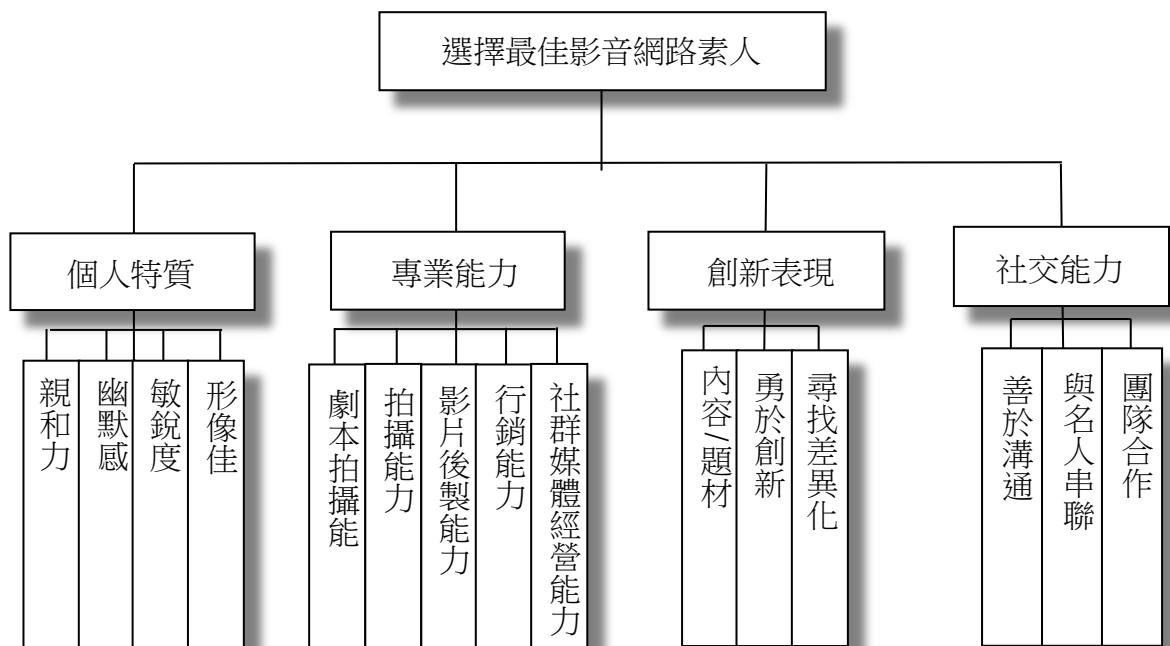 選擇最佳影音網路素人
個人特質
專業能力
創新表現
社交能力
親和力
幽默感
敏銳度
形像佳
劇本拍攝能
拍攝能力
影片後製能力
行銷能力
社群媒體經營能力
內容/題材
勇於創新
尋找差異化
善於溝通
與名人串聯
團隊合作